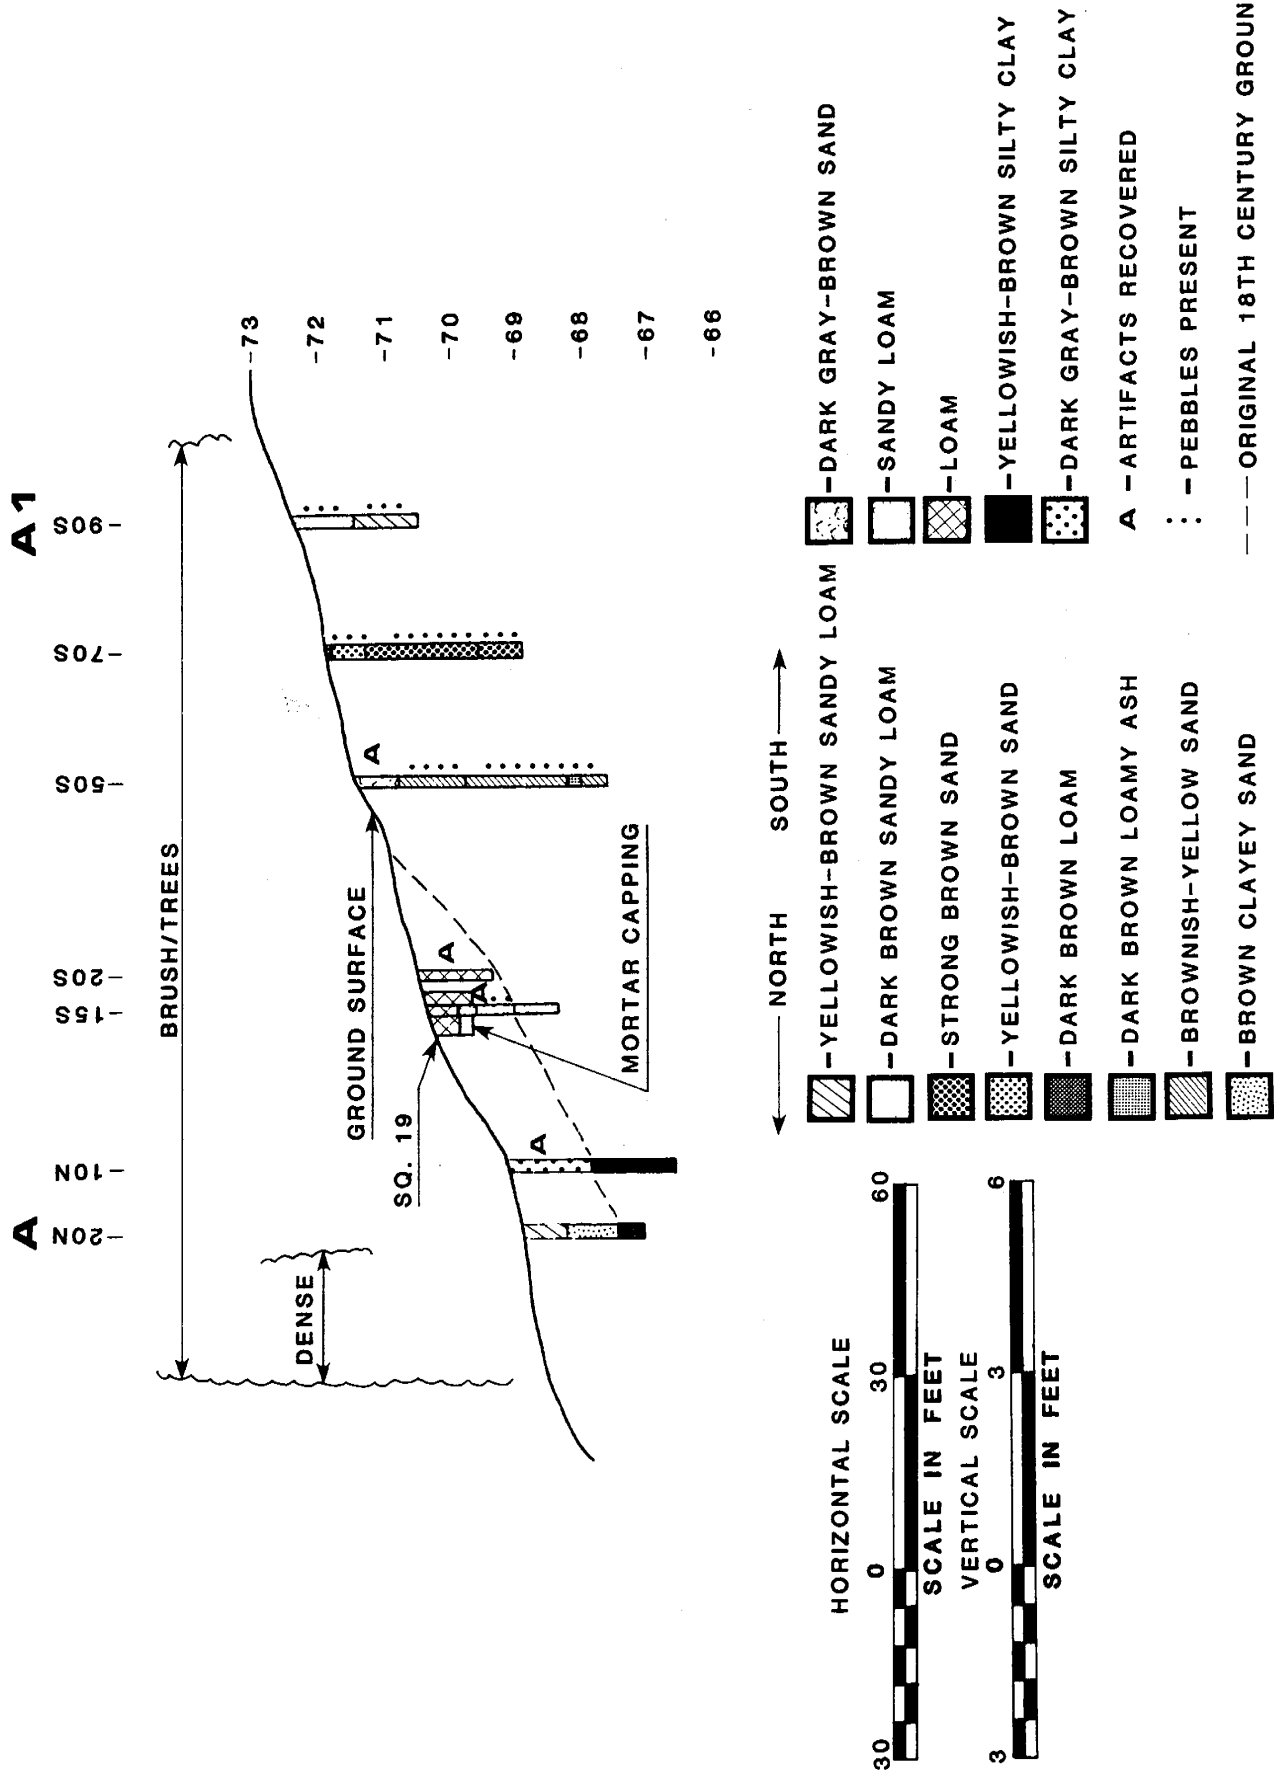 A
A1
-20N
-10N
-15S
-20S
-50S
-70S
-90S
BRUSH/TREES
DENSE
GROUND SURFACE
SQ. 19
A
A
A
A
MORTAR CAPPING
-73
-72
-71
-70
-69
-68
-67
-66
NORTH
SOUTH
HORIZONTAL SCALE
30
0
30
60
SCALE IN FEET
VERTICAL SCALE
3
0
3
6
SCALE IN FEET
-YELLOWISH-BROWN SANDY LOAM
-DARK BROWN SANDY LOAM
-STRONG BROWN SAND
-YELLOWISH-BROWN SAND
-DARK BROWN LOAM
-DARK BROWN LOAMY ASH
-BROWNISH-YELLOW SAND
-BROWN CLAYEY SAND
-DARK GRAY-BROWN SAND
-SANDY LOAM
-LOAM
-YELLOWISH-BROWN SILTY CLAY
-DARK GRAY-BROWN SILTY CLAY
A -ARTIFACTS RECOVERED
-PEBBLES PRESENT
-ORIGINAL 18TH CENTURY GROUN